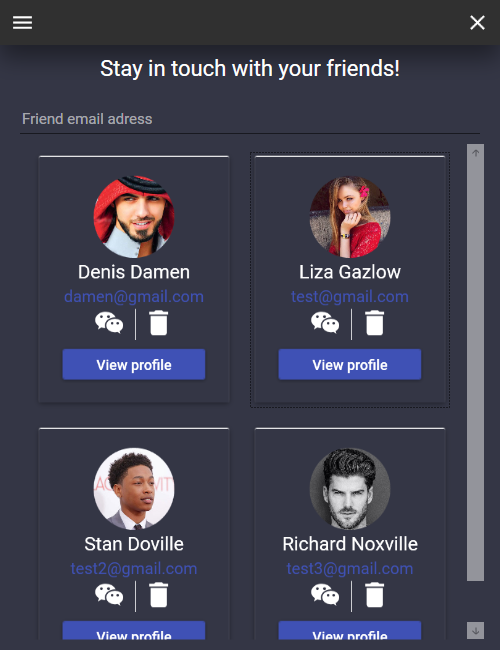 Stay in touch with your friends!
Friend email adress
Denis Damen
damen@gmail.com
View profile
Liza Gazlow
test@gmail.com
View profile
Stan Doville
test2@gmail.com
View profile
Richard Noxville
test3@gmail.com
View profile